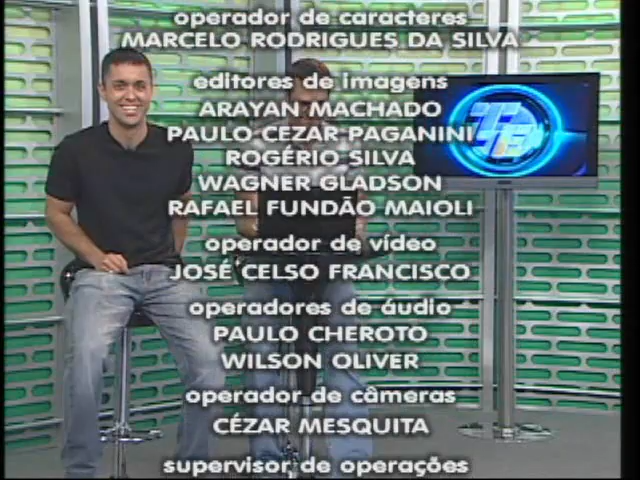 operador de caracteres
MARCELO RODRIGUES DA SILVA
editores de imagens
ARAYAN MACHADO
PAULO CEZAR PAGANINI
ROGÉRIO SILVA
WAGNER GLADSON
RAFAEL FUNDÃO MAIOLI
operador de vídeo
JOSÉ CELSO FRANCISCO
operadores de áudio
PAULO CHEROTO
WILSON OLIVER
operador de câmeras
CÉZAR MESQUITA
supervisor de operações